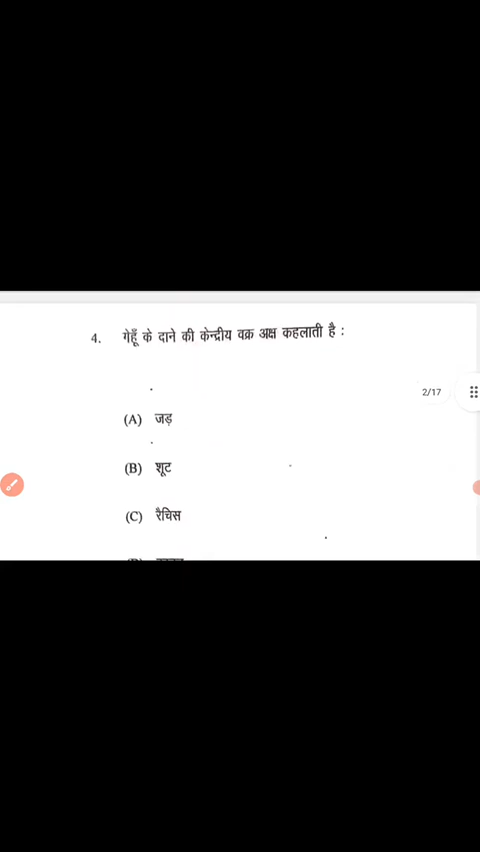 4. गेहूँ के दाने की केन्द्रीय वक्र अक्ष कहलाती है :
2/17
(A) जड़
(B) शूट
(C) रैचिस